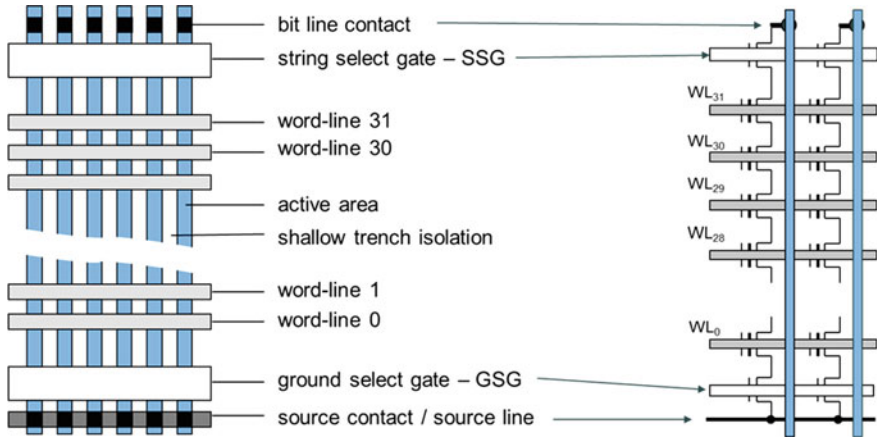 bit line contact
string select gate – SSG
word-line 31
word-line 30
active area
shallow trench isolation
word-line 1
word-line 0
ground select gate – GSG
source contact / source line
WL31
WL30
WL29
WL28
WL0